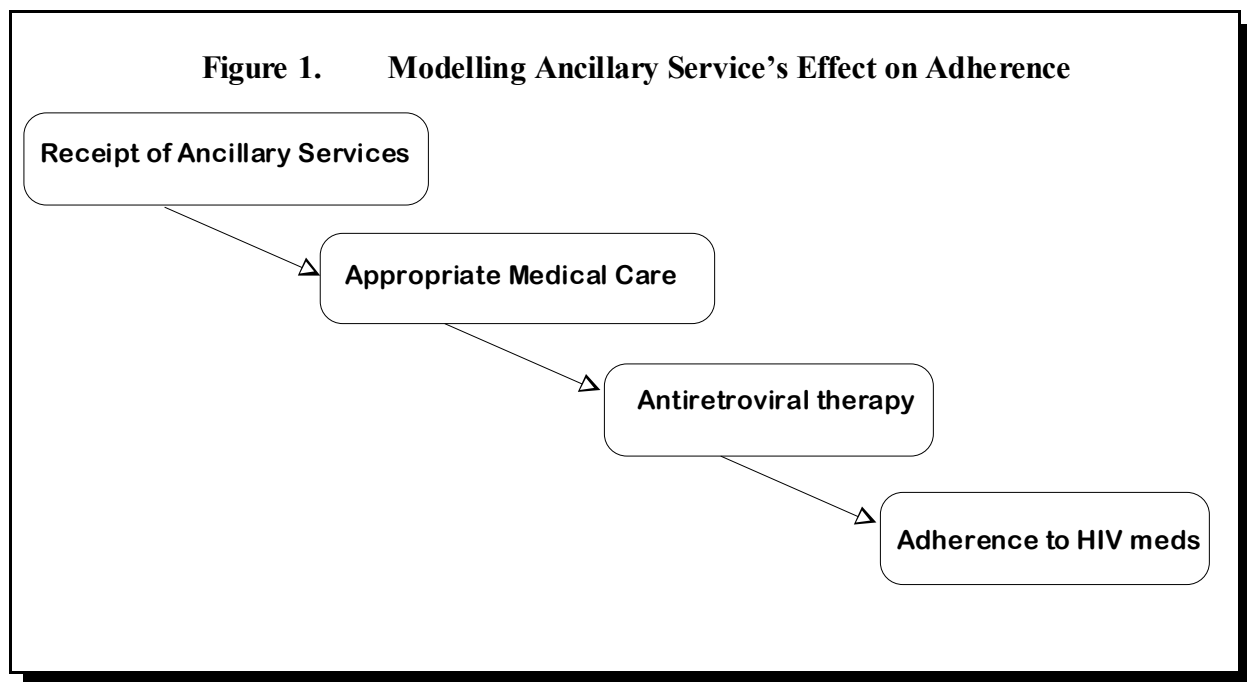 Figure 1. Modelling Ancillary Service’s Effect on Adherence
Receipt of Ancillary Services
Appropriate Medical Care
Antiretroviral therapy
Adherence to HIV meds